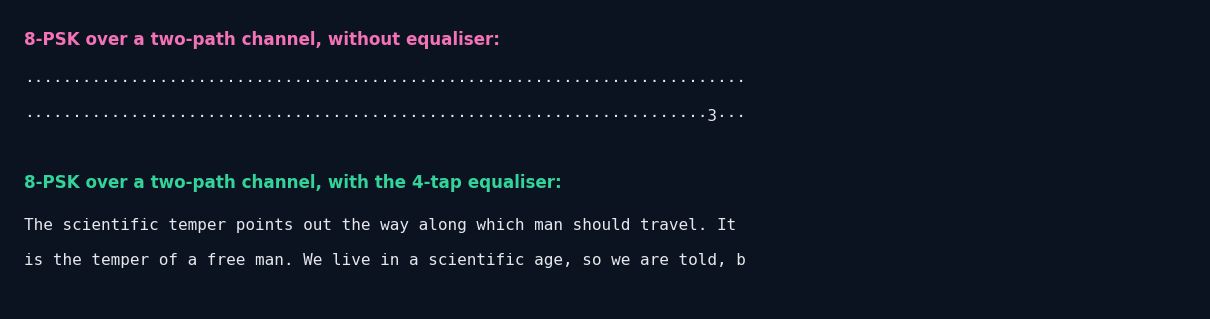 8-PSK over a two-path channel, without equaliser:
···········································································
·······································································3···
8-PSK over a two-path channel, with the 4-tap equaliser:
The scientific temper points out the way along which man should travel. It
is the temper of a free man. We live in a scientific age, so we are told, b